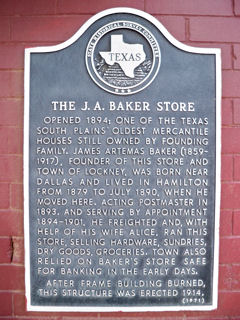 STATE HISTORICAL SURVEY COMMITTEE
TEXAS
THE J. A. BAKER STORE
OPENED 1894; ONE OF THE TEXAS
SOUTH PLAINS' OLDEST MERCANTILE
HOUSES STILL OWNED BY FOUNDING
FAMILY. JAMES ARTEMAS BAKER (1859-
1917), FOUNDER OF THIS STORE AND
TOWN OF LOCKNEY, WAS BORN NEAR
DALLAS AND LIVED IN HAMILTON
FROM 1879 TO JULY 1890, WHEN HE
MOVED HERE. ACTING POSTMASTER IN
1893, AND SERVING BY APPOINTMENT
1894-1901, HE FREIGHTED AND, WITH
HELP OF HIS WIFE ALICE, RAN THIS
STORE, SELLING HARDWARE, SUNDRIES,
DRY GOODS, GROCERIES. TOWN ALSO
RELIED ON BAKER'S STORE SAFE
FOR BANKING IN THE EARLY DAYS.
AFTER FRAME BUILDING BURNED,
THIS STRUCTURE WAS ERECTED 1914.
(1971)